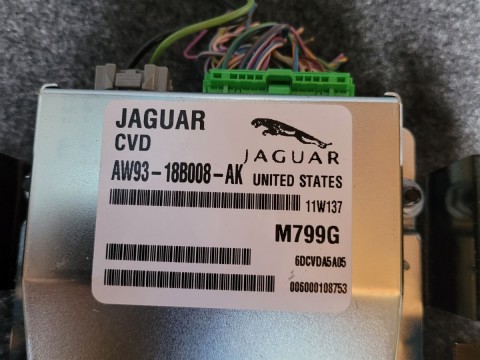 JAGUAR
CVD
JAGUAR
AW93-18B008-AK UNITED STATES
11W137
M799G
6DCVDA5A05
006000108753